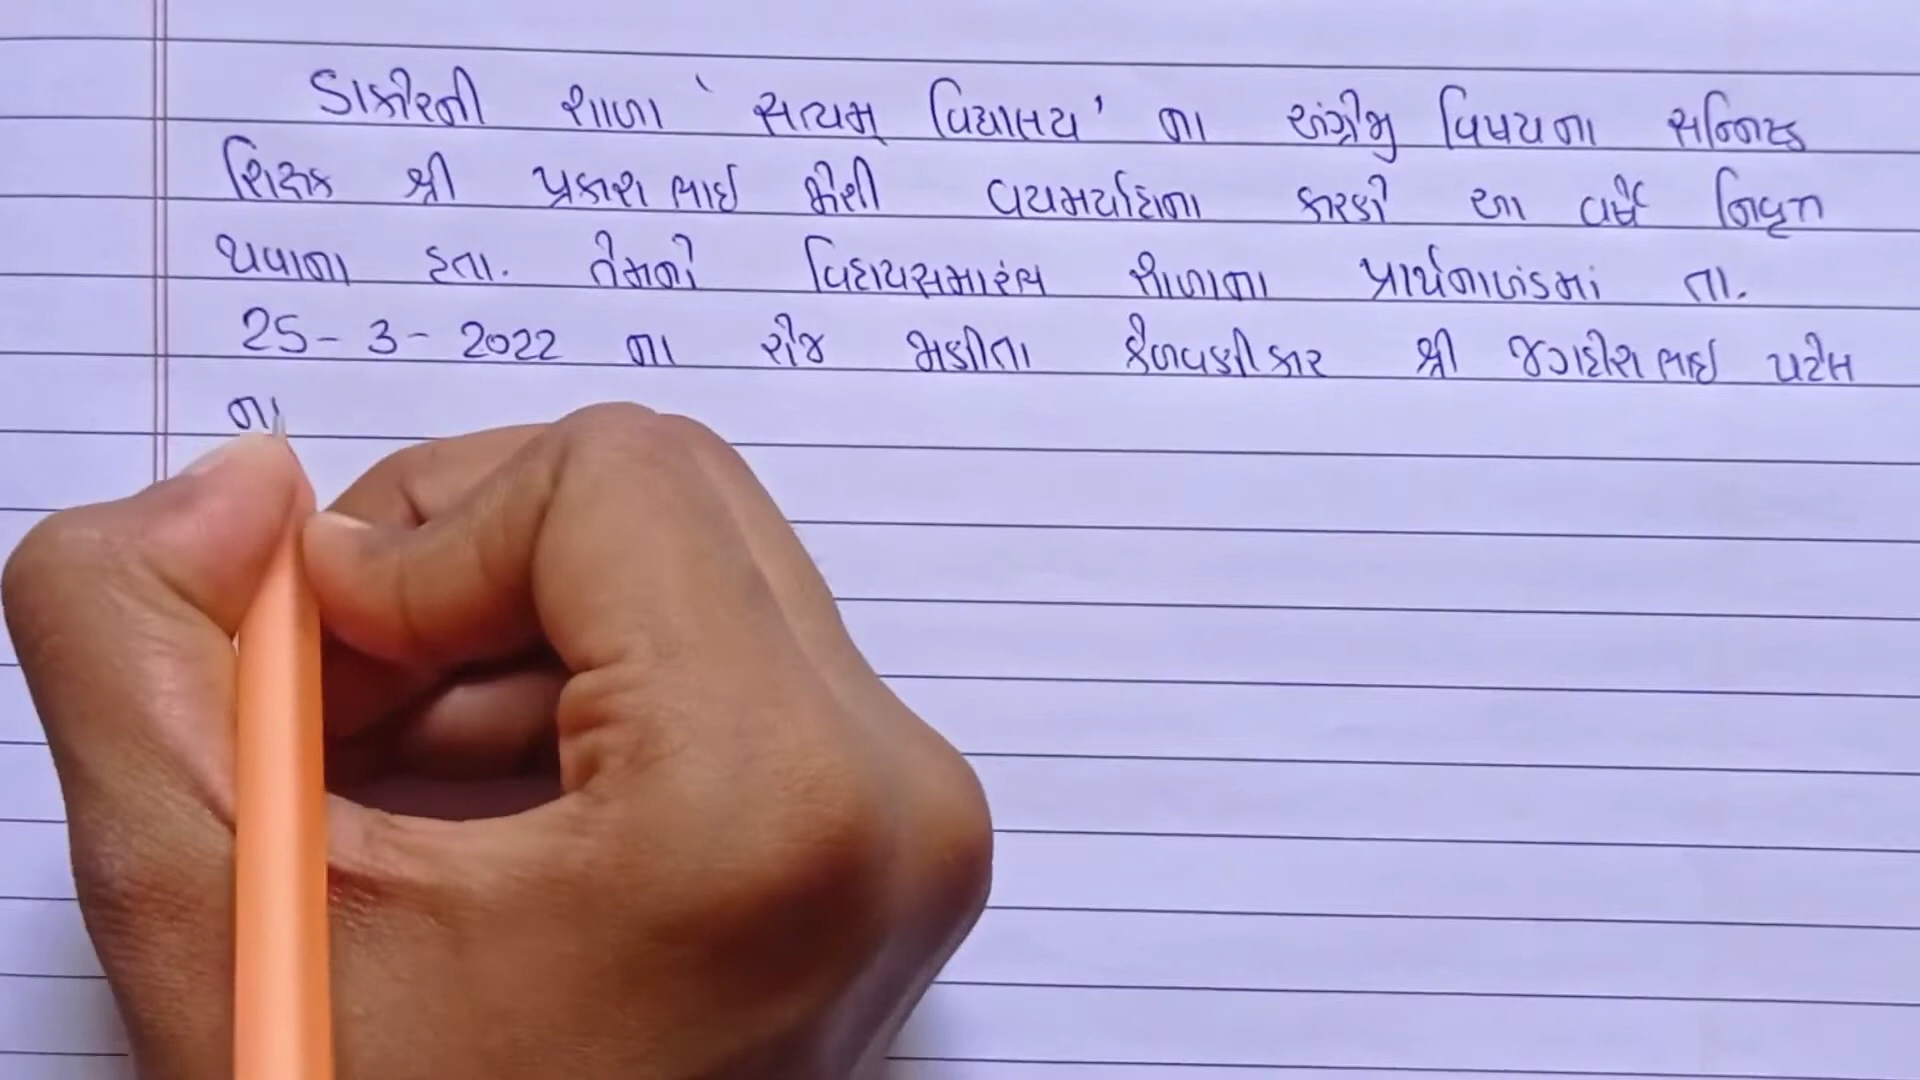 ડાકોરની શાળા ‘સત્યમ્ વિદ્યાલય’ ના અંગ્રેજી વિષયના સન્નિષ્ઠ
શિક્ષક શ્રી પ્રકાશભાઇ જોશી વયમર્યાદાના કારણે આ વર્ષે નિવૃત્ત
થવાના હતા. તેમનો વિદાયસમારંભ શાળાના પ્રાર્થનાખંડમાં તા.
25-3-2022 ના રોજ જાણીતા કેળવણીકાર શ્રી જગદીશભાઇ પટેલ
ના